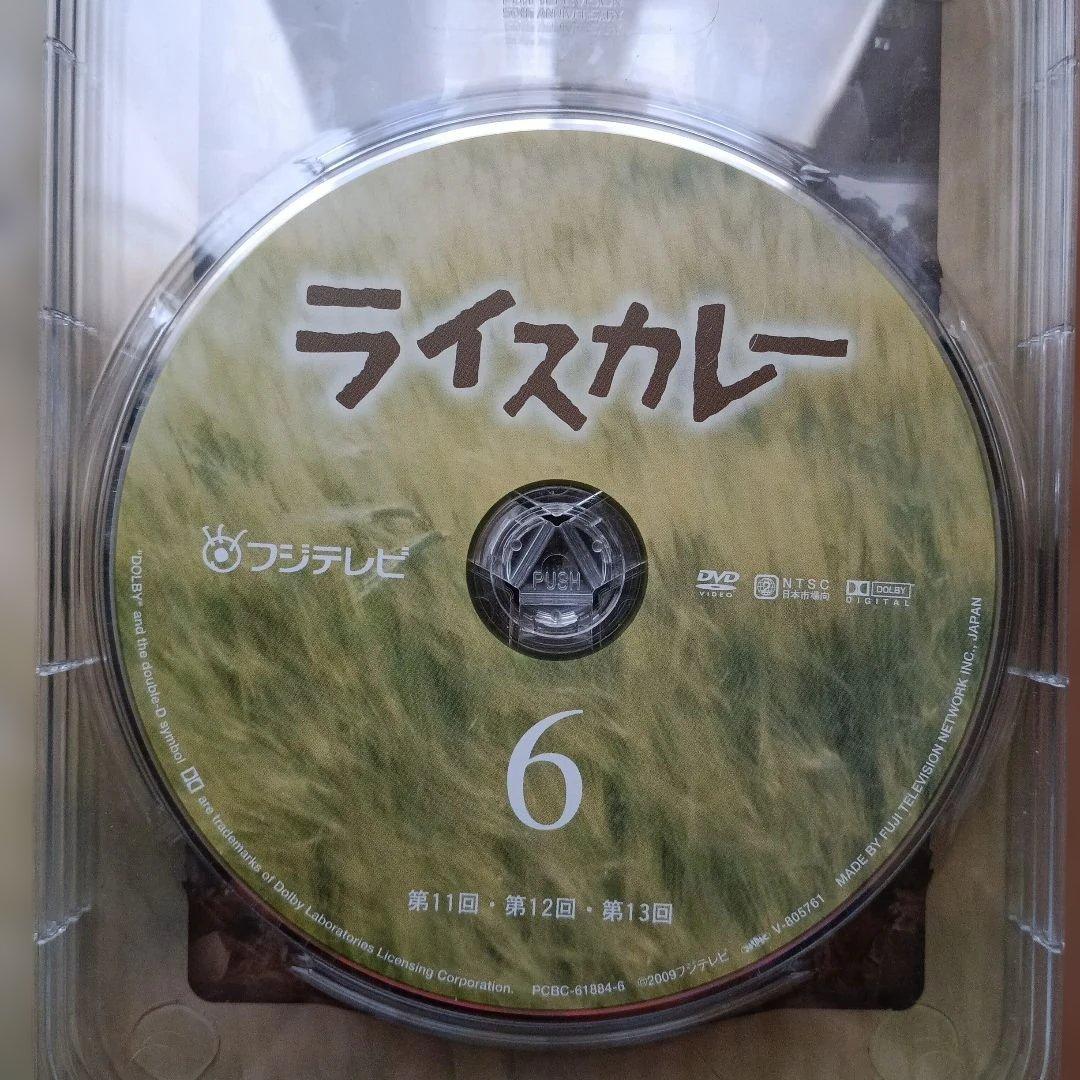 50TH ANNIVERSARY
ライスカレー
フジテレビ
PUSH
DVD
VIDEO
2
NTSC
日本市場向
DOLBY
DIGITAL
6
第11回・第12回・第13回
"DOLBY" and the double-D symbol are trademarks of Dolby Laboratories Licensing Corporation.
PCBC-61884-6
©2009フジテレビ
V-805761
MADE BY FUJI TELEVISION NETWORK INC., JAPAN